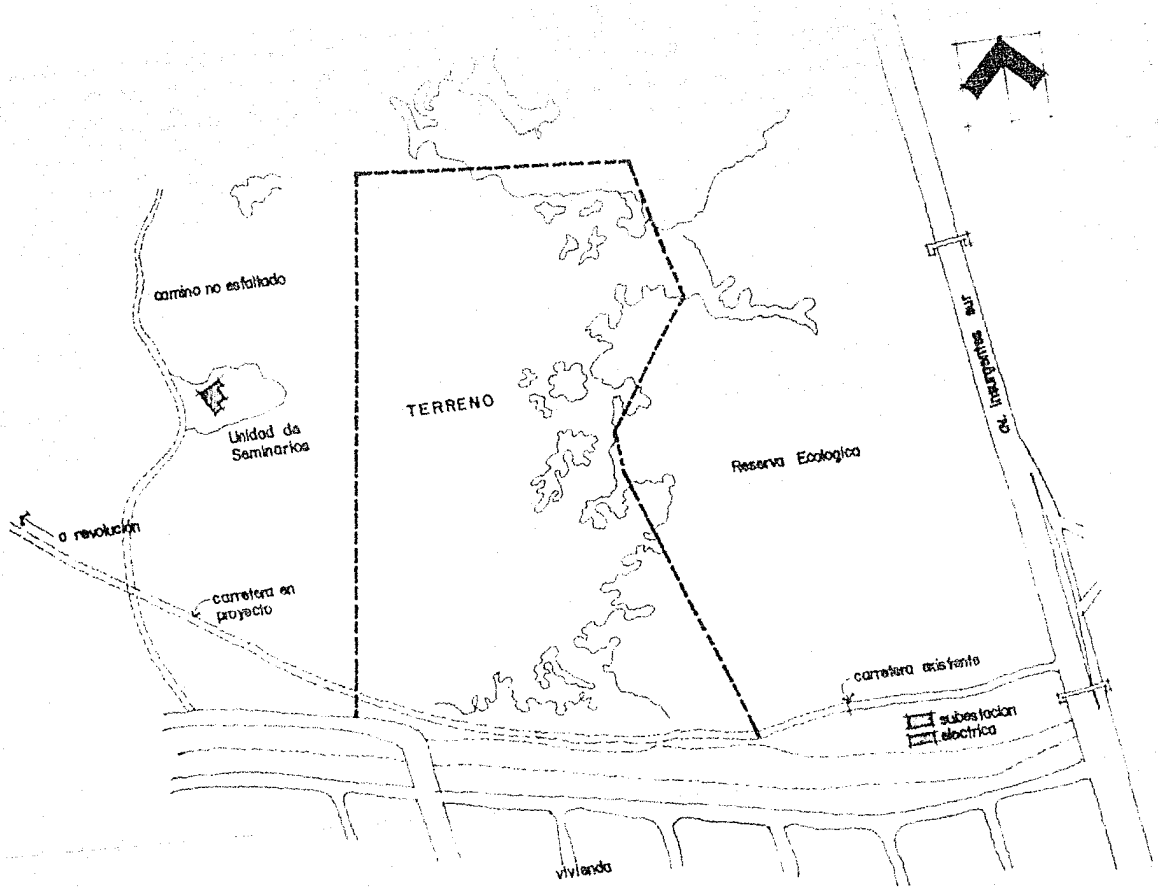 camino no esfaltado
Unidad de
Seminarios
TERRENO
Reserva Ecologica
av. insurgentes sur
a revolución
carretera en
proyecto
carretera existente
subestacion
electrica
vivienda